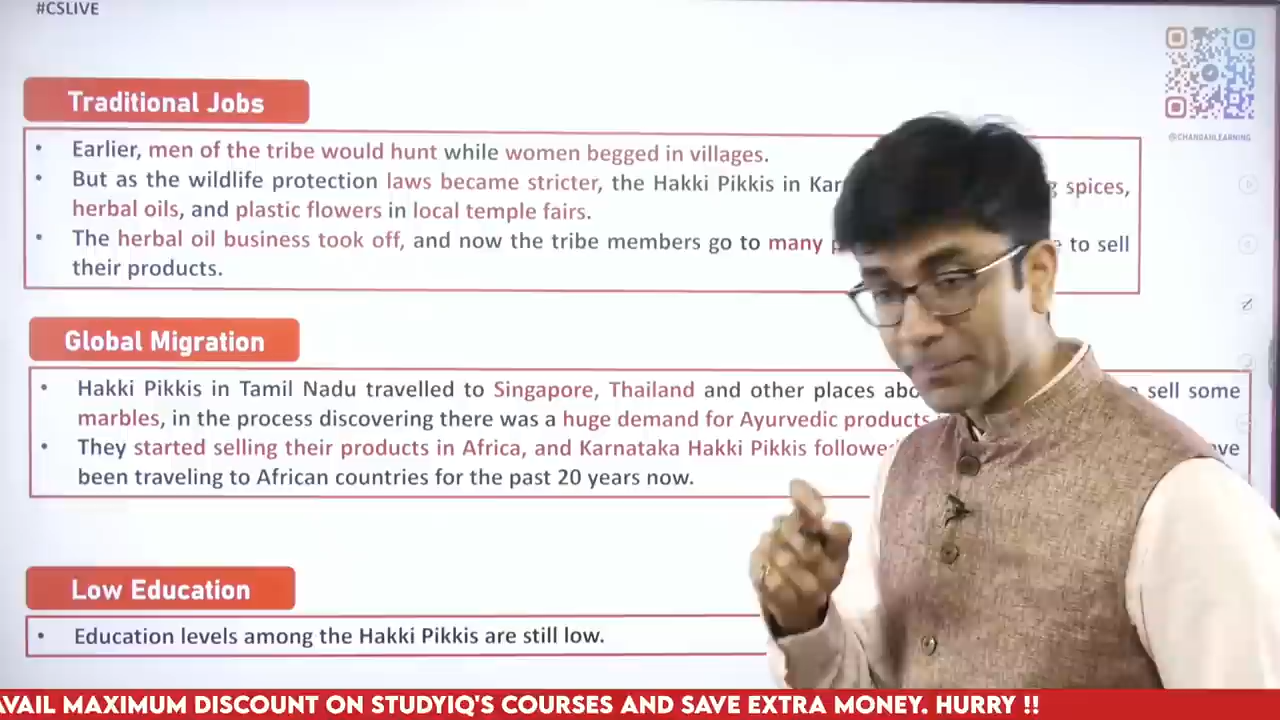 #CSLIVE
@CHANDANLEARNING
Traditional Jobs
• Earlier, men of the tribe would hunt while women begged in villages.
• But as the wildlife protection laws became stricter, the Hakki Pikkis in Kar spices,
herbal oils, and plastic flowers in local temple fairs.
• The herbal oil business took off, and now the tribe members go to many to sell
their products.
Global Migration
• Hakki Pikkis in Tamil Nadu travelled to Singapore, Thailand and other places sell some
marbles, in the process discovering there was a huge demand for Ayurvedic products
• They started selling their products in Africa, and Karnataka Hakki Pikkis
been traveling to African countries for the past 20 years now.
Low Education
• Education levels among the Hakki Pikkis are still low.
AVAIL MAXIMUM DISCOUNT ON STUDYIQ'S COURSES AND SAVE EXTRA MONEY. HURRY !!